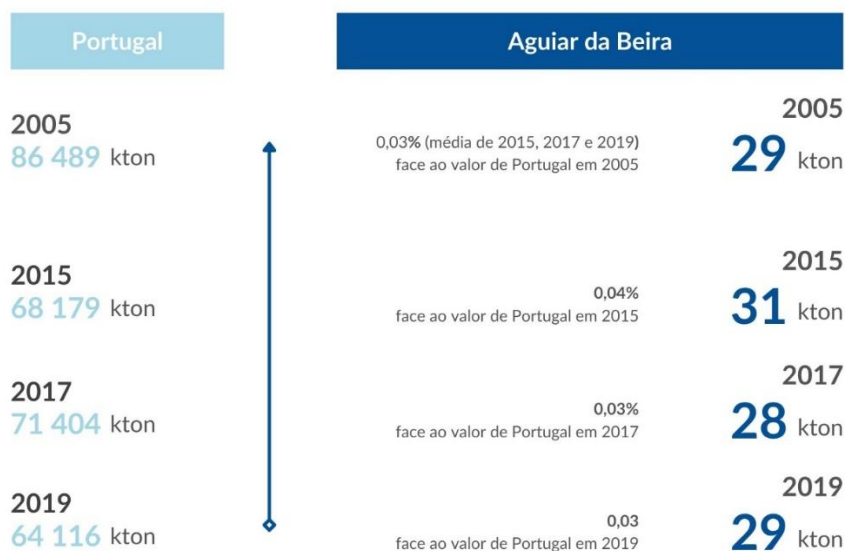 Portugal
Aguiar da Beira
2005
86 489 kton
0,03% (média de 2015, 2017 e 2019)
face ao valor de Portugal em 2005
2005
29 kton
2015
68 179 kton
0,04%
face ao valor de Portugal em 2015
2015
31 kton
2017
71 404 kton
0,03%
face ao valor de Portugal em 2017
2017
28 kton
2019
64 116 kton
0,03
face ao valor de Portugal em 2019
2019
29 kton